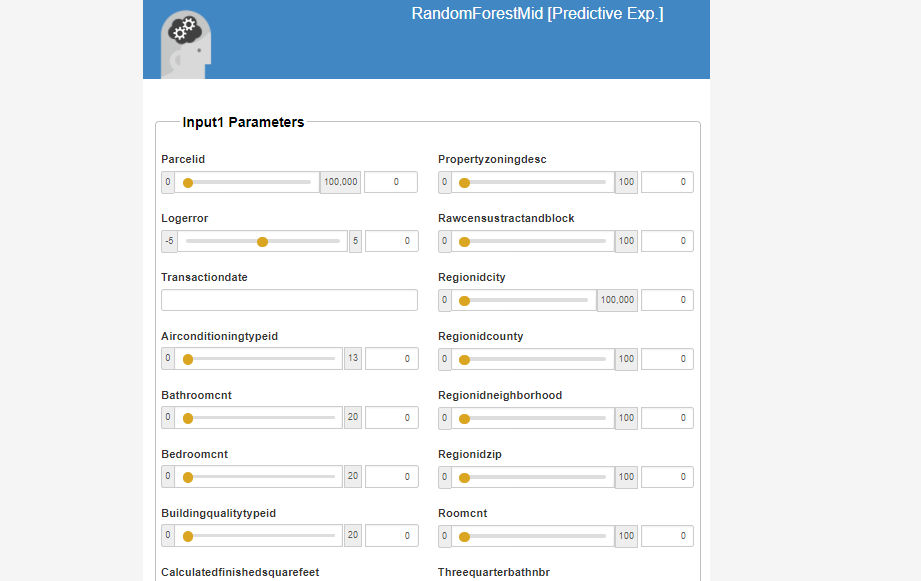 RandomForestMid [Predictive Exp.]
Input1 Parameters
Parcelid
0 100,000 0
Logerror
-5 5 0
Transactiondate
Airconditioningtypeid
0 13 0
Bathroomcnt
0 20 0
Bedroomcnt
0 20 0
Buildingqualitytypeid
0 20 0
Calculatedfinishedsquarefeet
Propertyzoningdesc
0 100 0
Rawcensustractandblock
0 100 0
Regionidcity
0 100,000 0
Regionidcounty
0 100 0
Regionidneighborhood
0 100 0
Regionidzip
0 100 0
Roomcnt
0 100 0
Threequarterbathnbr